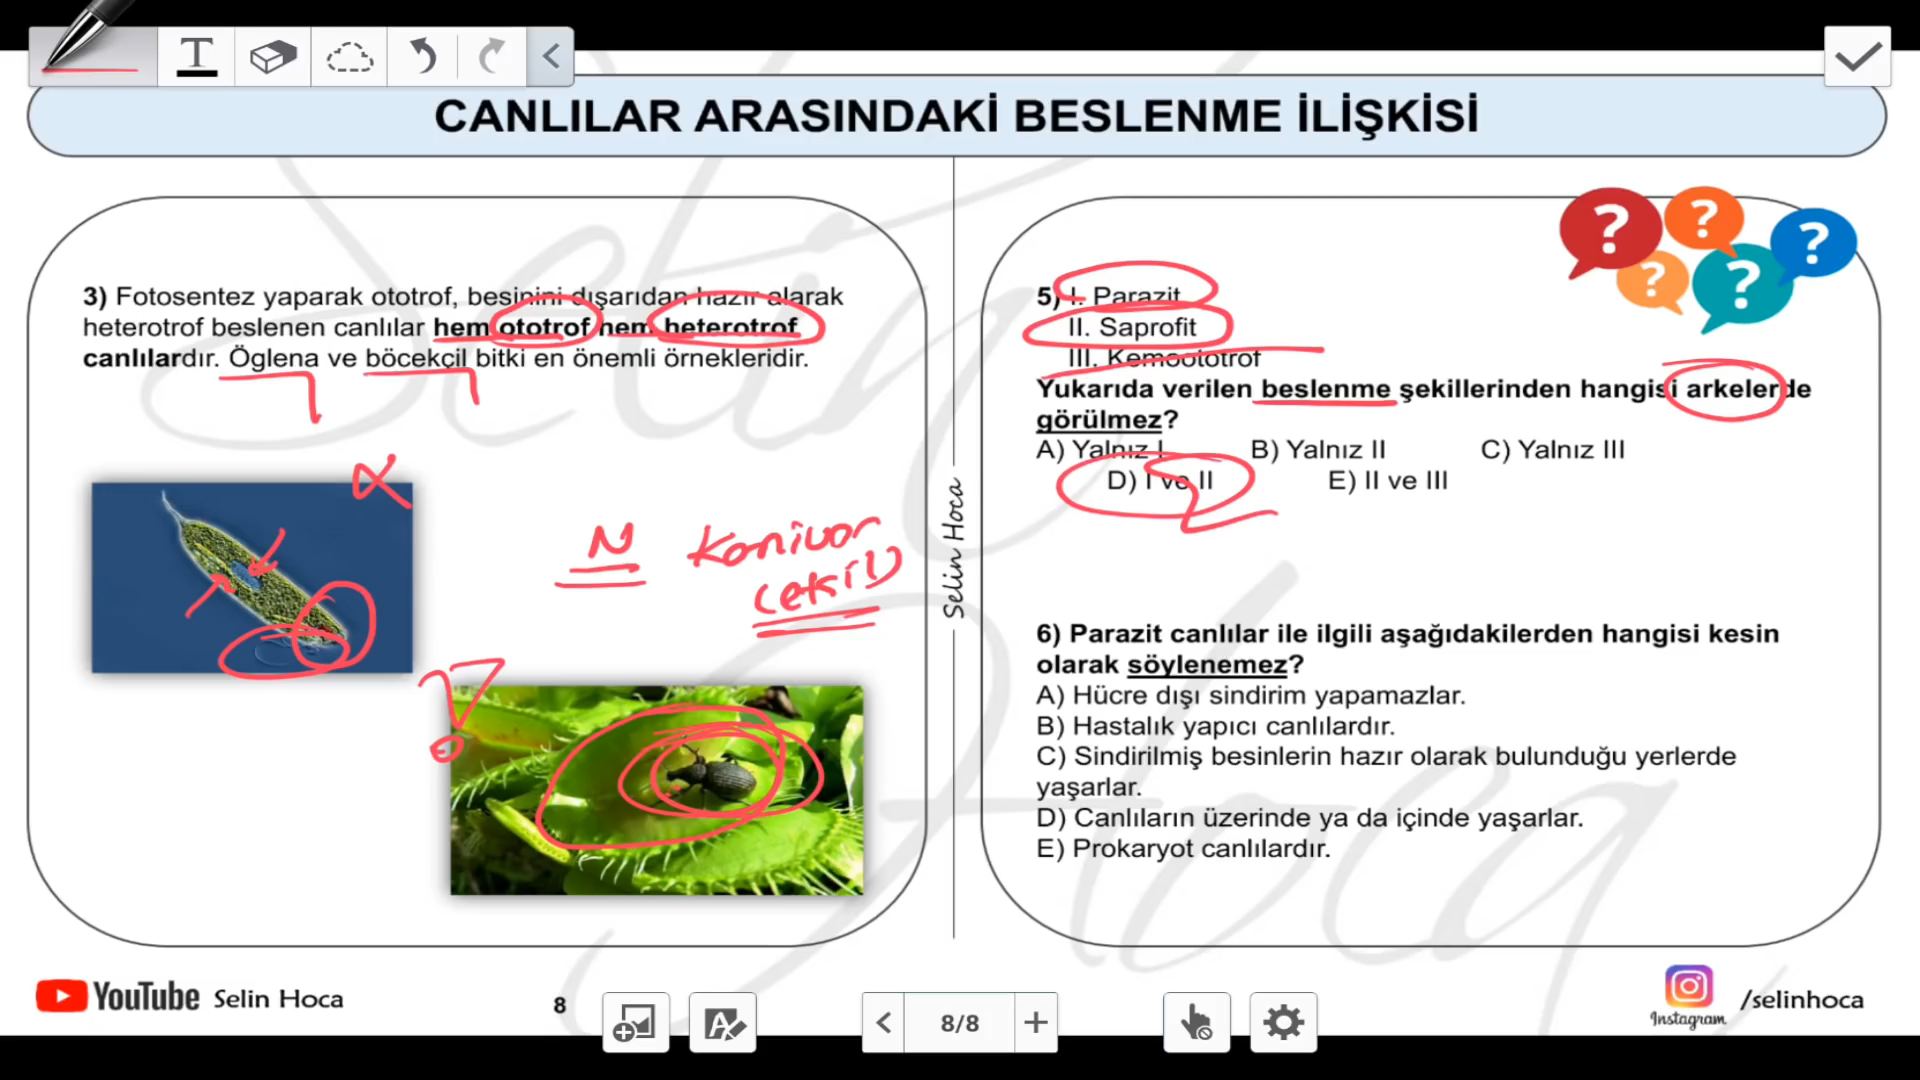 T
CANLILAR ARASINDAKİ BESLENME İLİŞKİSİ
3) Fotosentez yaparak ototrof, besinini dışarıdan hazır alarak
heterotrof beslenen canlılar hem ototrof hem heterotrof
canlılardır. Öglena ve böcekçil bitki en önemli örnekleridir.
N
Konivor
(ekil)
5) I. Parazit
II. Saprofit
III. Kemoototrof
Yukarıda verilen beslenme şekillerinden hangisi arkelerde
görülmez?
A) Yalnız I B) Yalnız II C) Yalnız III
D) I ve II E) II ve III
6) Parazit canlılar ile ilgili aşağıdakilerden hangisi kesin
olarak söylenemez?
A) Hücre dışı sindirim yapamazlar.
B) Hastalık yapıcı canlılardır.
C) Sindirilmiş besinlerin hazır olarak bulunduğu yerlerde
yaşarlar.
D) Canlıların üzerinde ya da içinde yaşarlar.
E) Prokaryot canlılardır.
Selin Hoca
Selin Hoca
YouTube Selin Hoca
8
8/8
Instagram /selinhoca